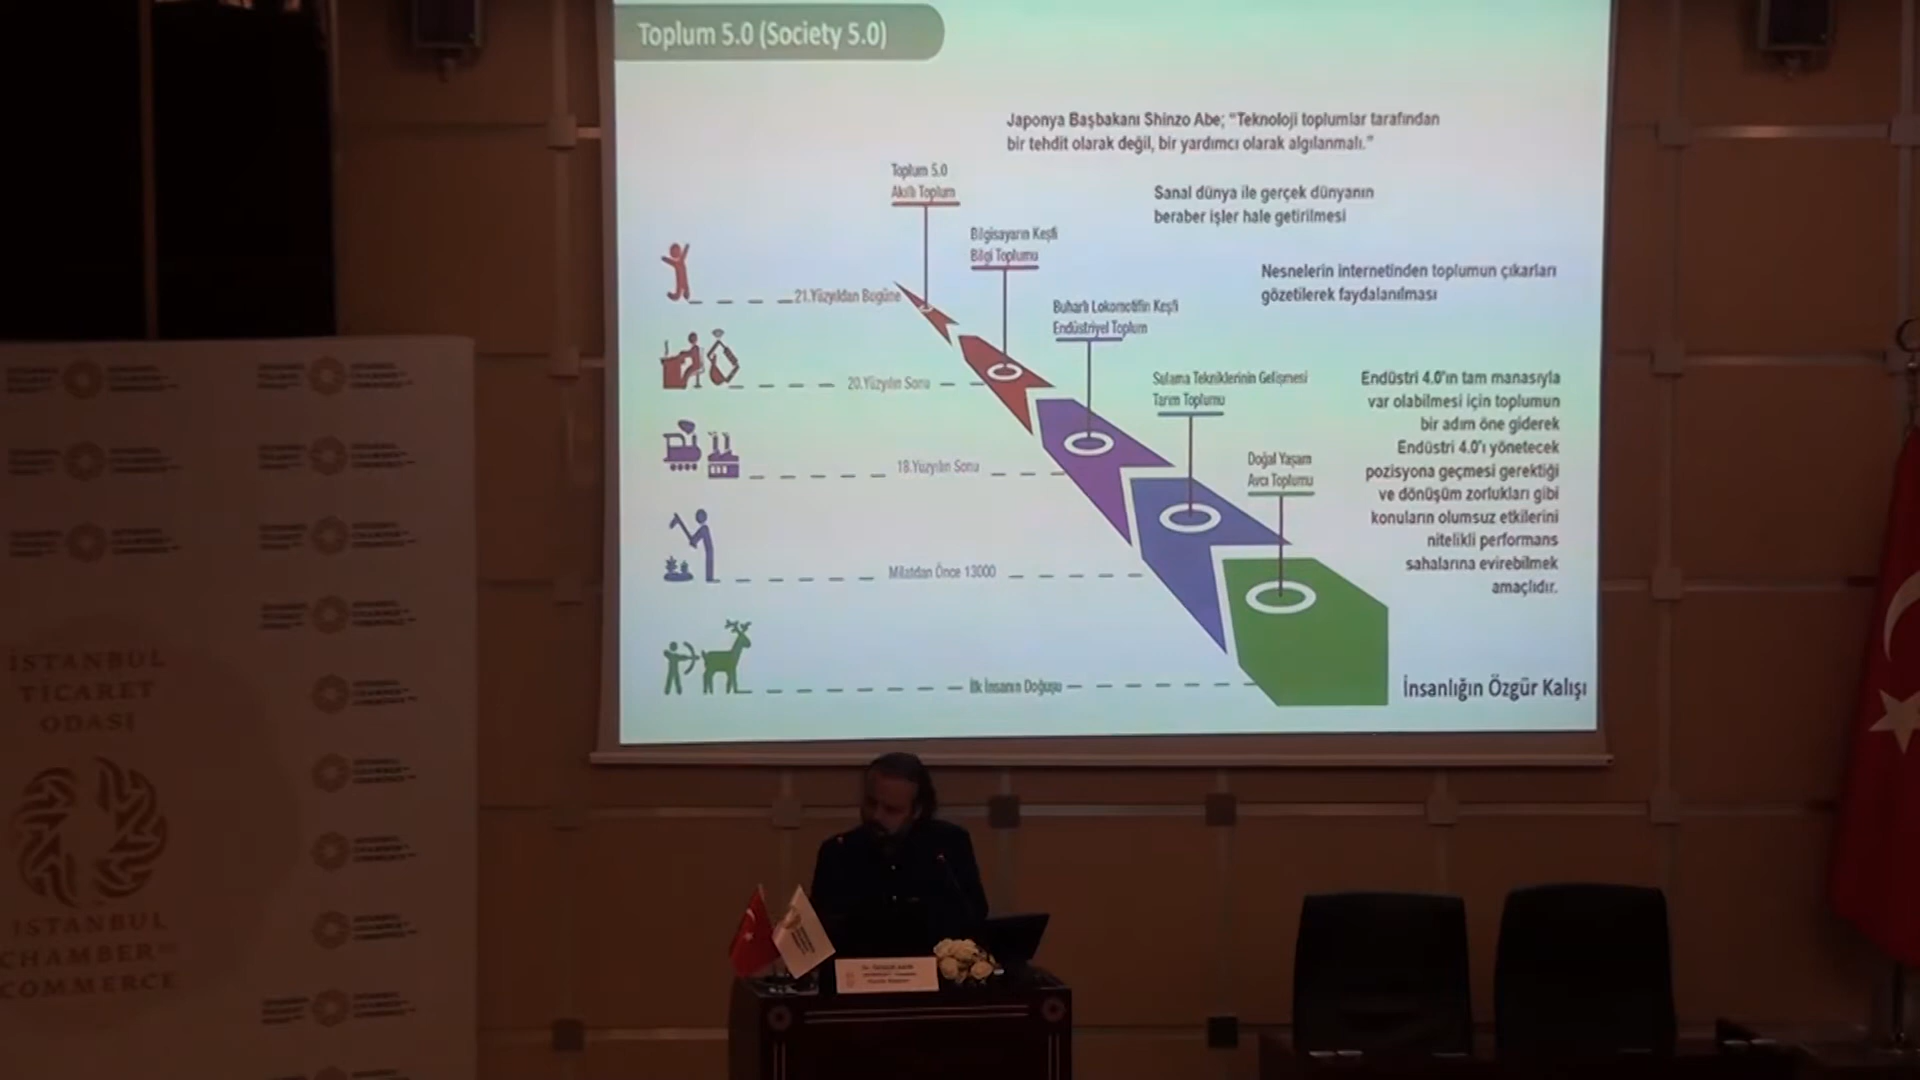 Toplum 5.0 (Society 5.0)
Japonya Başbakanı Shinzo Abe; "Teknoloji toplumlar tarafından
bir tehdit olarak değil, bir yardımcı olarak algılanmalı."
Toplum 5.0
Akıllı Toplum
Sanal dünya ile gerçek dünyanın
beraber işler hale getirilmesi
Bilgisayarın Keşfi
Bilgi Toplumu
Nesnelerin internetinden toplumun çıkarları
gözetilerek faydalanılması
21.Yüzyıldan Bugüne
Buharlı Lokomotifin Keşfi
Endüstriyel Toplum
20.Yüzyılın Sonu
Sulama Tekniklerinin Gelişmesi
Tarım Toplumu
Endüstri 4.0'ın tam manasıyla
var olabilmesi için toplumun
bir adım öne giderek
Endüstri 4.0'ı yönetecek
pozisyona geçmesi gerektiği
ve dönüşüm zorlukları gibi
konuların olumsuz etkilerini
nitelikli performans
sahalarına evirebilmek
amaçlıdır.
18.Yüzyılın Sonu
Doğal Yaşam
Avcı Toplumu
Milattan Önce 13000
İlk İnsanın Doğuşu
İnsanlığın Özgür Kalışı
İSTANBUL
TİCARET
ODASI
İSTANBUL
CHAMBER OF
COMMERCE